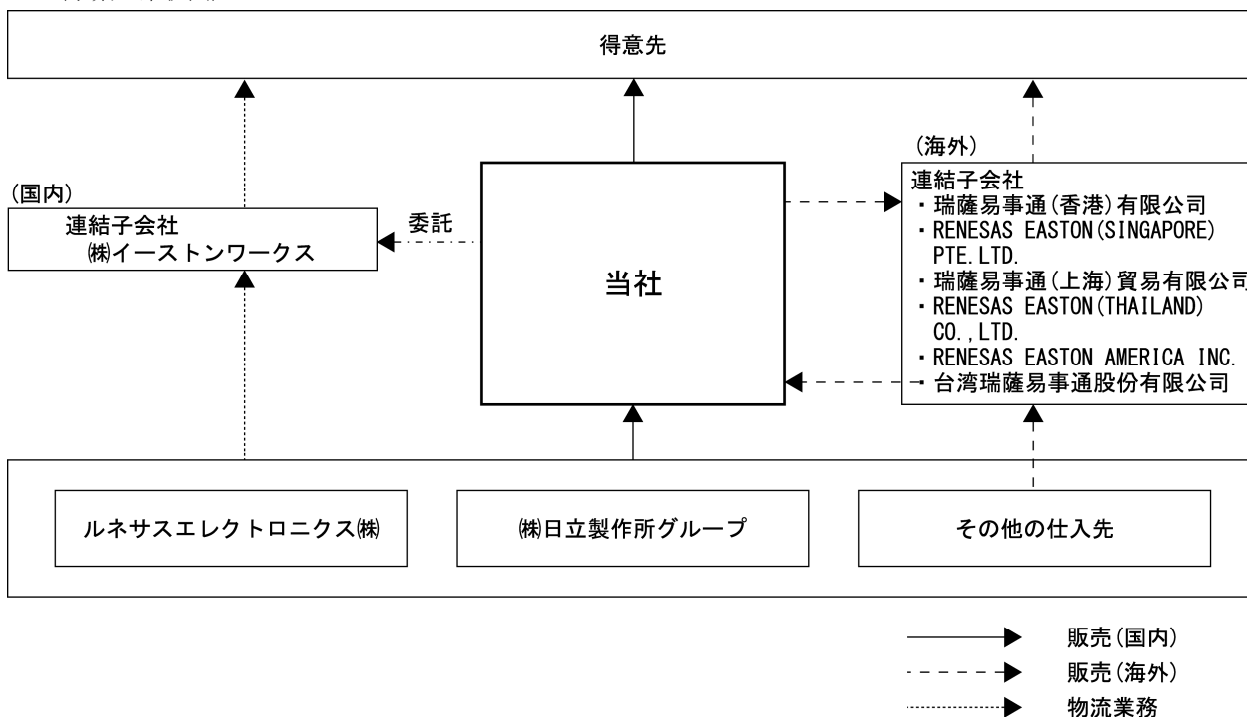 得意先
(国内)
連結子会社
㈱イーストンワークス
委託
当社
(海外)
連結子会社
・瑞薩易事通(香港)有限公司
・RENESAS EASTON(SINGAPORE)
PTE.LTD.
・瑞薩易事通(上海)貿易有限公司
・RENESAS EASTON(THAILAND)
CO.,LTD.
・RENESAS EASTON AMERICA INC.
・台湾瑞薩易事通股份有限公司
ルネサスエレクトロニクス㈱
㈱日立製作所グループ
その他の仕入先
販売(国内)
販売(海外)
物流業務